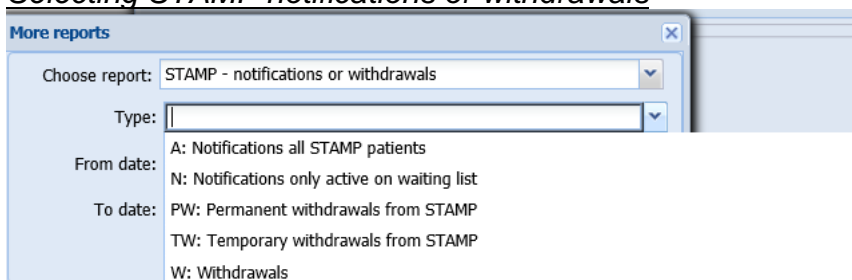 Selecting STAMP notifications or withdrawals
More reports
Choose report: STAMP - notifications or withdrawals
Type:
A: Notifications all STAMP patients
From date:
N: Notifications only active on waiting list
To date: PW: Permanent withdrawals from STAMP
TW: Temporary withdrawals from STAMP
W: Withdrawals